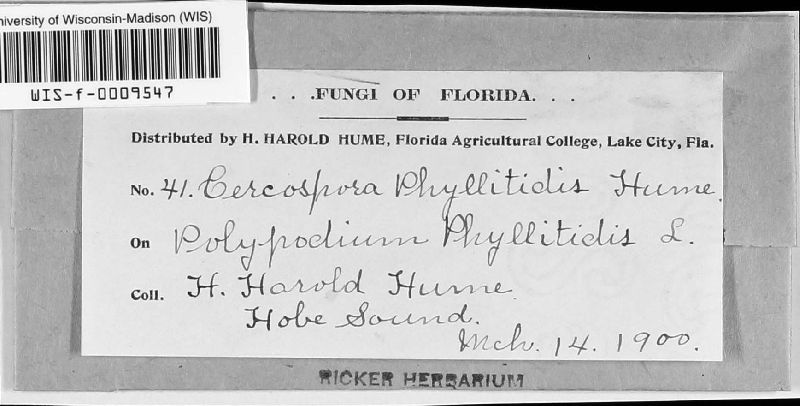 niversity of Wisconsin-Madison (WIS)
WIS-f-0009547
. . .FUNGI OF FLORIDA. . .
Distributed by H. HAROLD HUME, Florida Agricultural College, Lake City, Fla.
No. 41. Cercospora Phyllitidis Hume.
On Polypodium Phyllitidis L.
Coll. H. Harold Hume.
Hobe Sound.
Mch. 14. 1900.
RICKER HERBARIUM